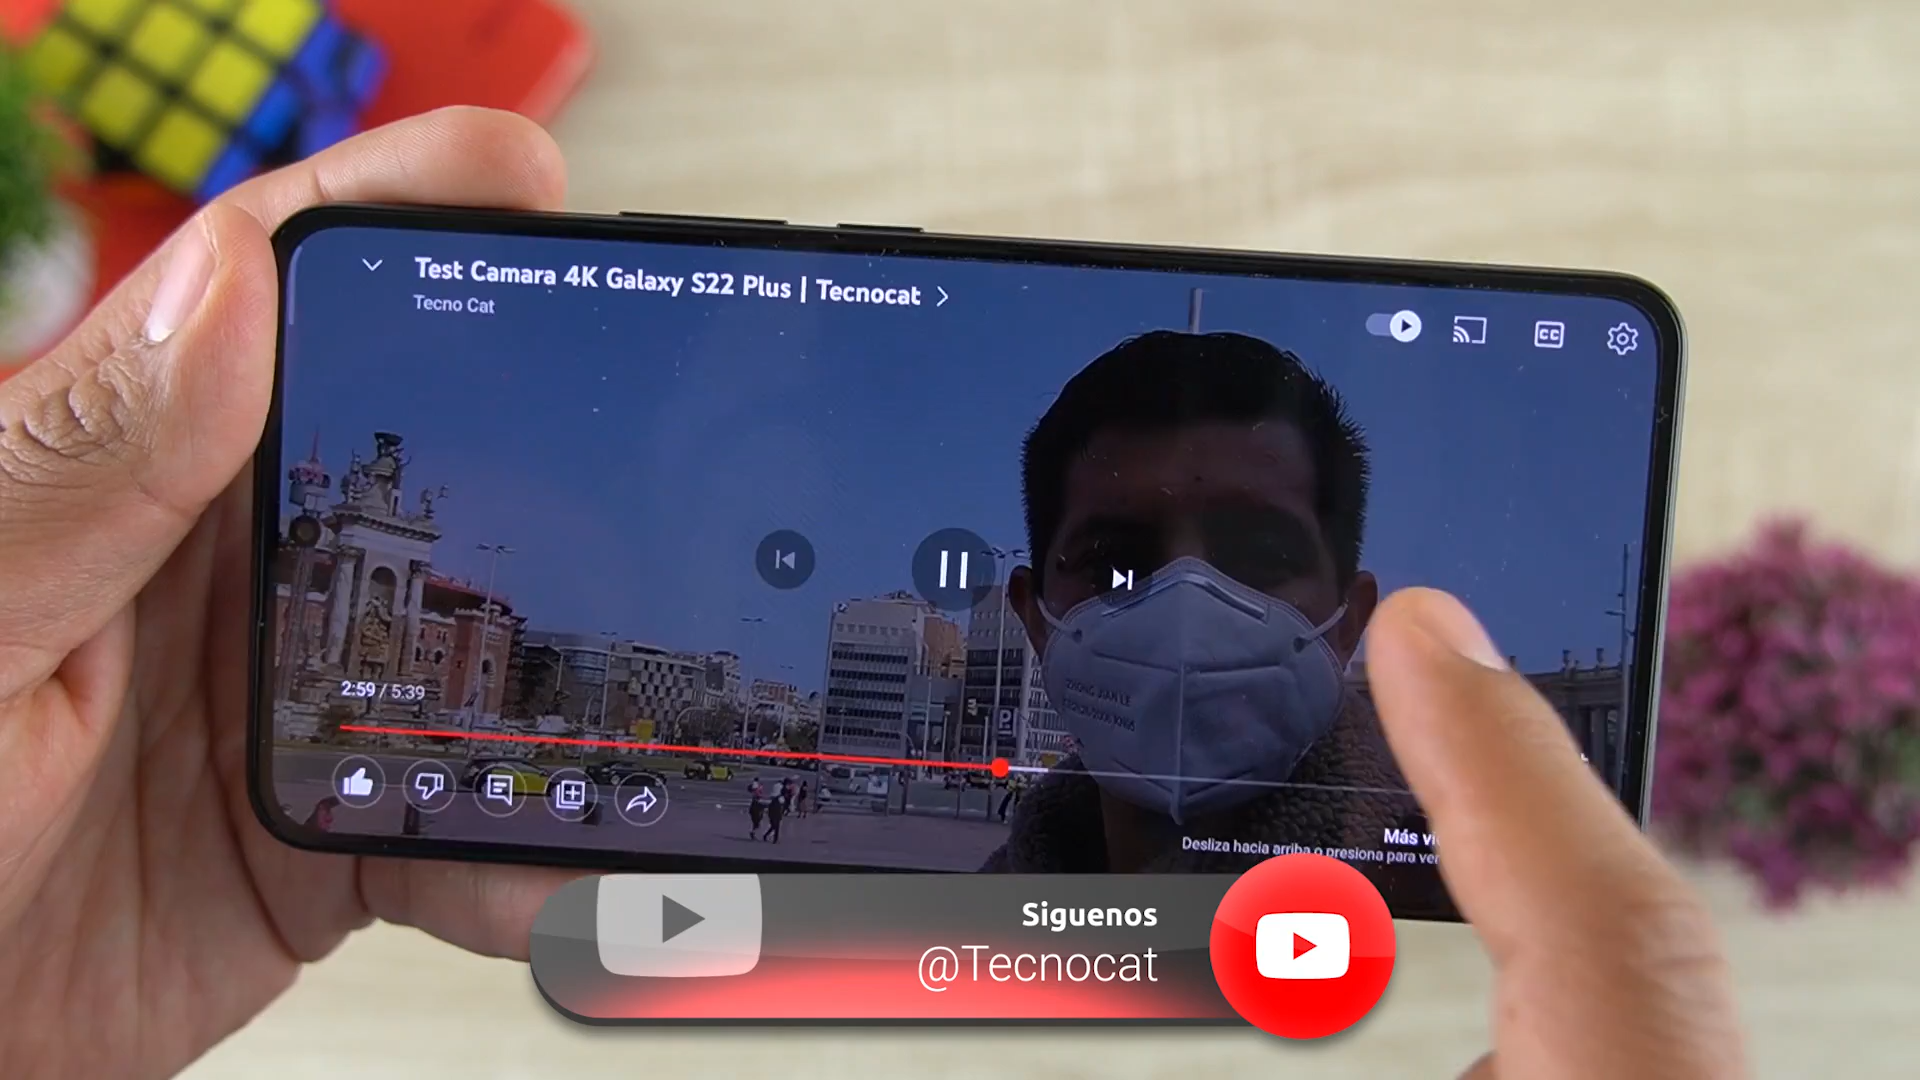 Test Camara 4K Galaxy S22 Plus | Tecnocat
Tecno Cat
CC
P
2:59 / 5:39
Más
Desliza hacia arriba o presiona para ver
Siguenos
@Tecnocat